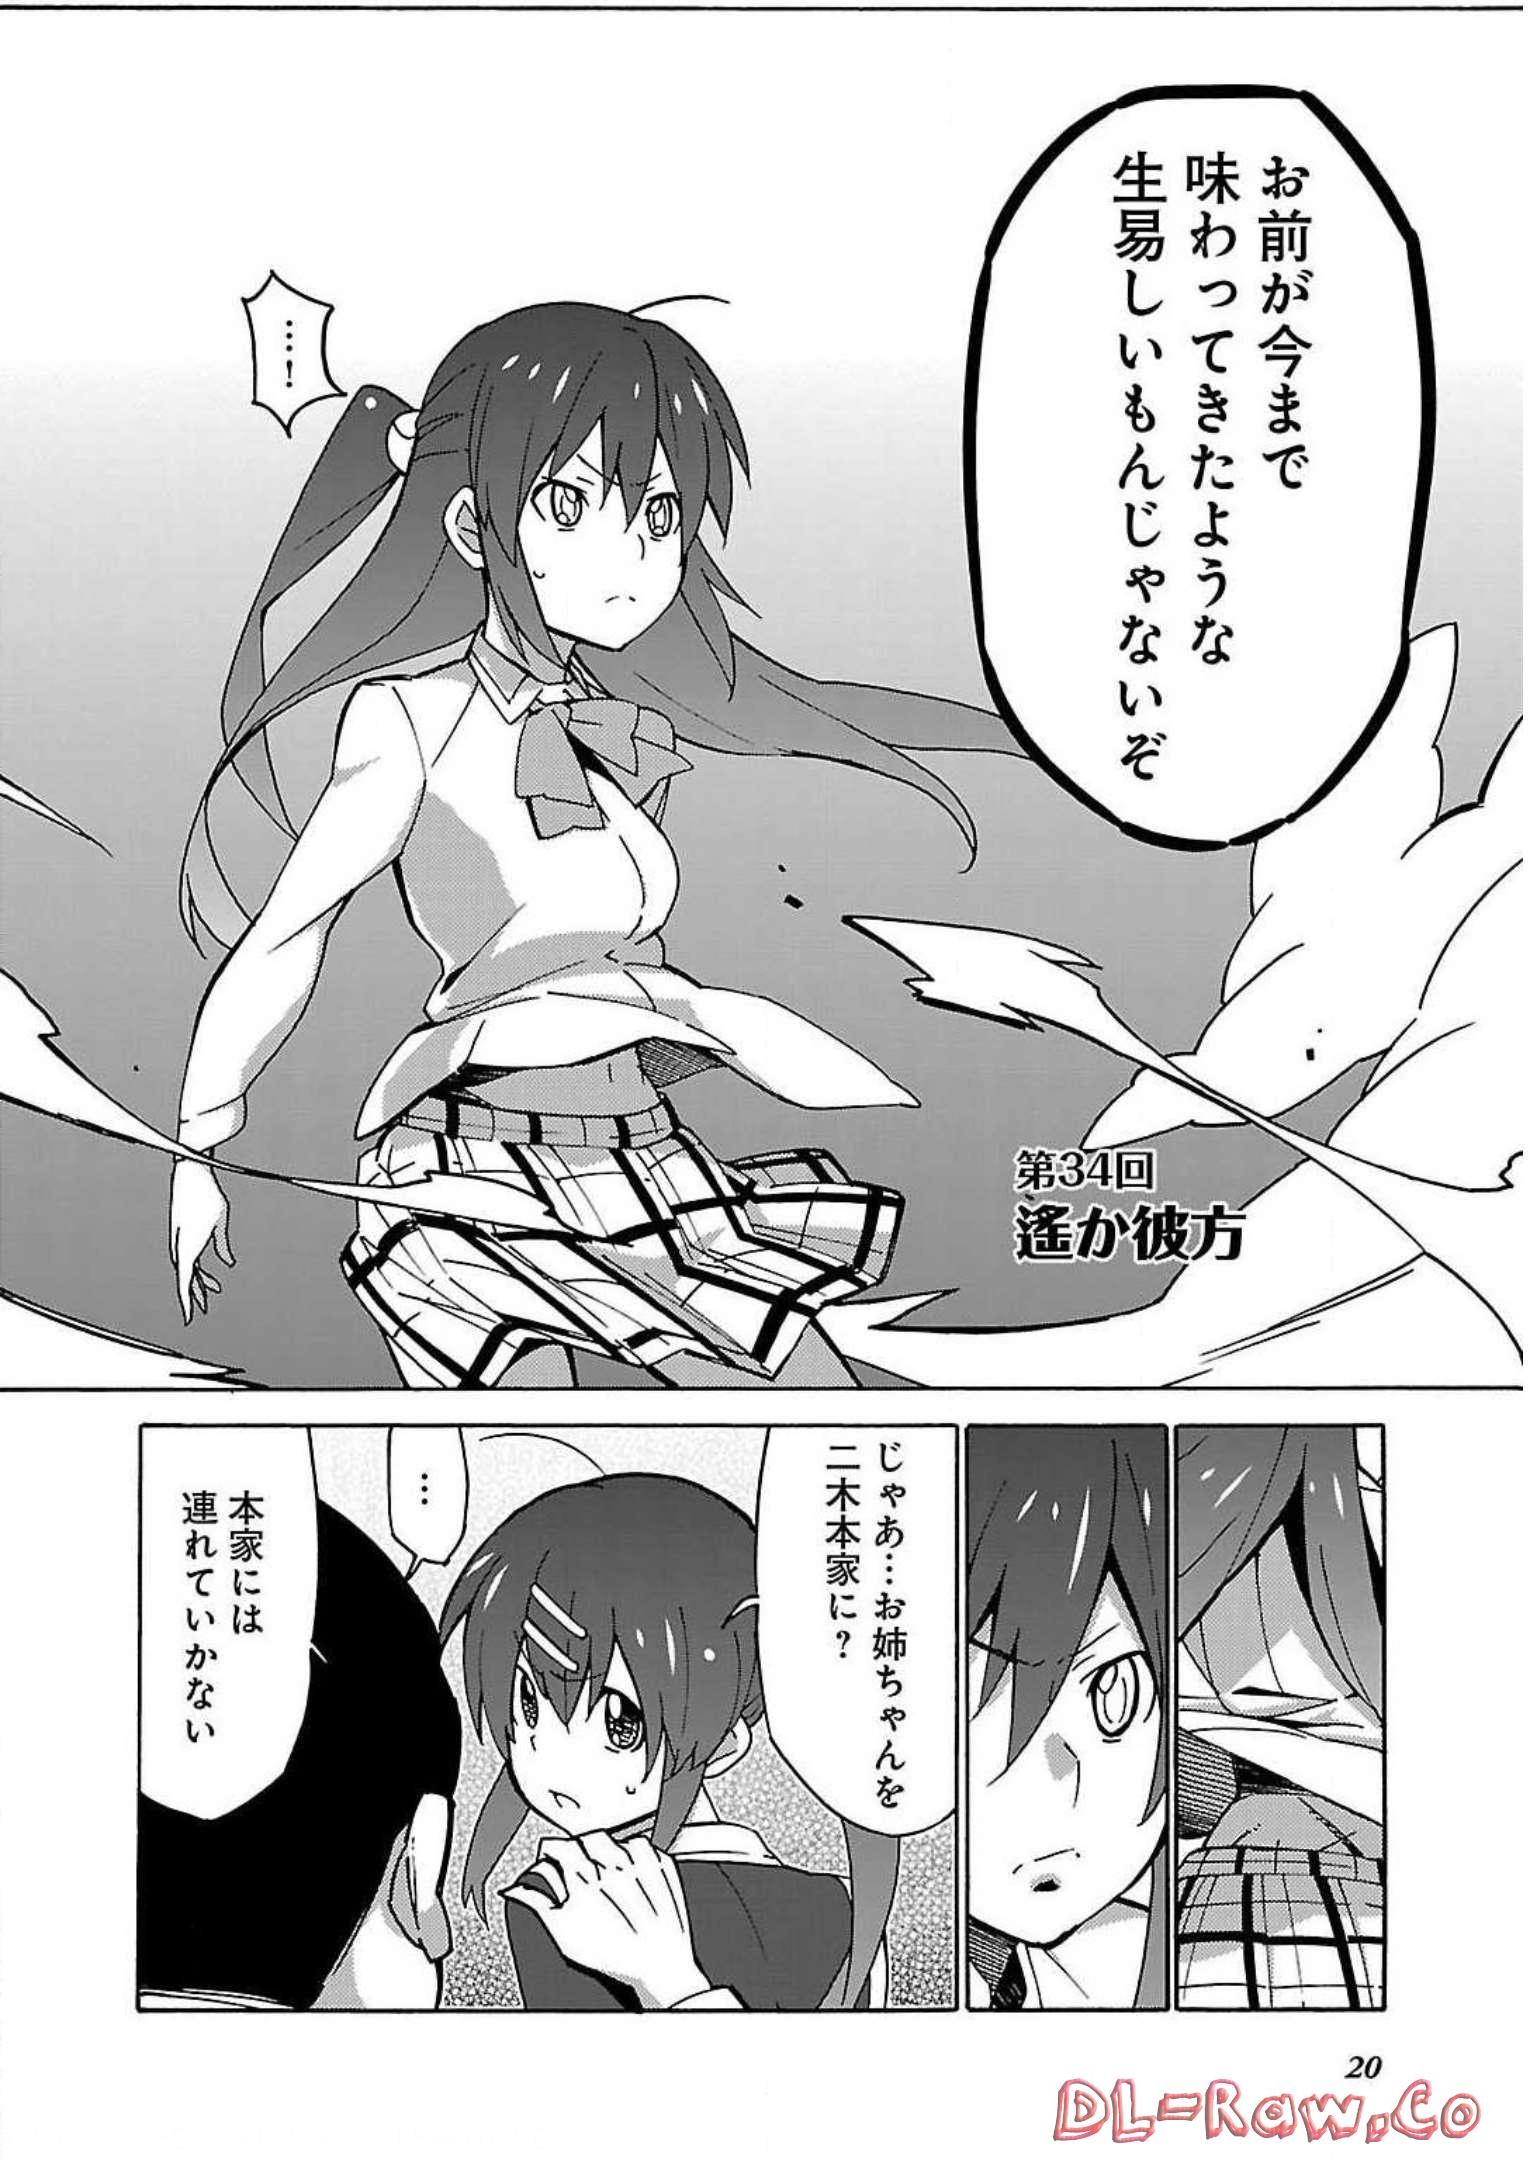 お前が今まで
味わってきたような
生易しいもんじゃないぞ
…！
第34回
遙か彼方
じゃあ…お姉ちゃんを
二木本家に？
…
本家には
連れていかない
20
DL-Raw.Co